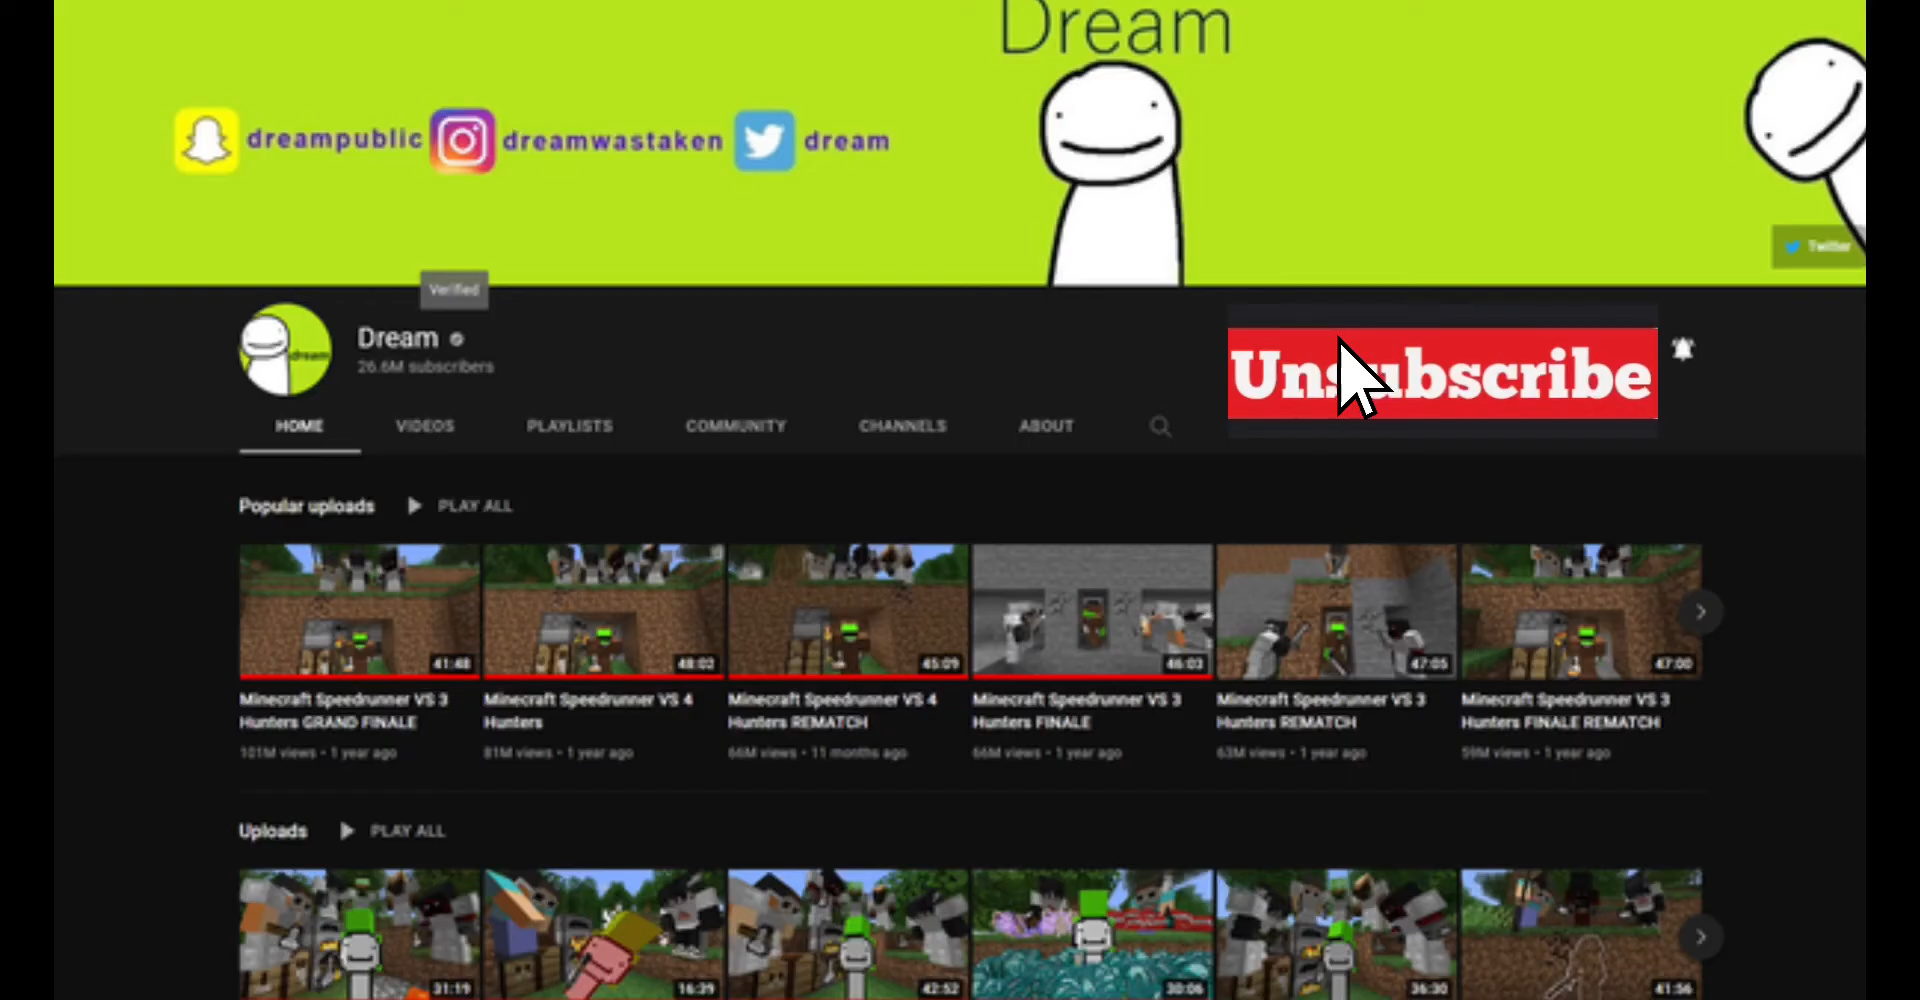 Dream
dreampublic
dreamwastaken
dream
Twitter
Verified
Dream
26.6M subscribers
dream
Unsubscribe
HOME
VIDEOS
PLAYLISTS
COMMUNITY
CHANNELS
ABOUT
Popular uploads
PLAY ALL
41:48
48:02
45:09
46:03
47:05
47:00
Minecraft Speedrunner VS 3
Hunters GRAND FINALE
101M views • 1 year ago
Minecraft Speedrunner VS 4
Hunters
81M views • 1 year ago
Minecraft Speedrunner VS 4
Hunters REMATCH
66M views • 11 months ago
Minecraft Speedrunner VS 3
Hunters FINALE
66M views • 1 year ago
Minecraft Speedrunner VS 3
Hunters REMATCH
63M views • 1 year ago
Minecraft Speedrunner VS 3
Hunters FINALE REMATCH
59M views • 1 year ago
Uploads
PLAY ALL
31:19
16:39
42:52
30:06
36:30
41:56